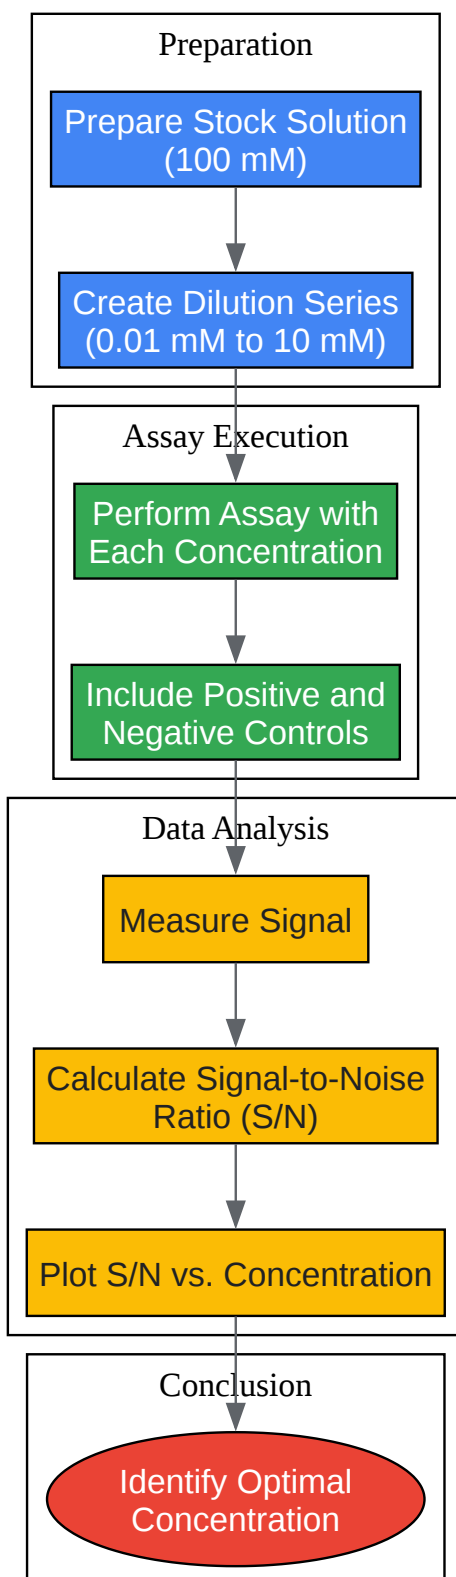 Preparation
Prepare Stock Solution
(100 mM)
Create Dilution Series
(0.01 mM to 10 mM)
Assay Execution
Perform Assay with
Each Concentration
Include Positive and
Negative Controls
Data Analysis
Measure Signal
Calculate Signal-to-Noise
Ratio (S/N)
Plot S/N vs. Concentration
Conclusion
Identify Optimal
Concentration